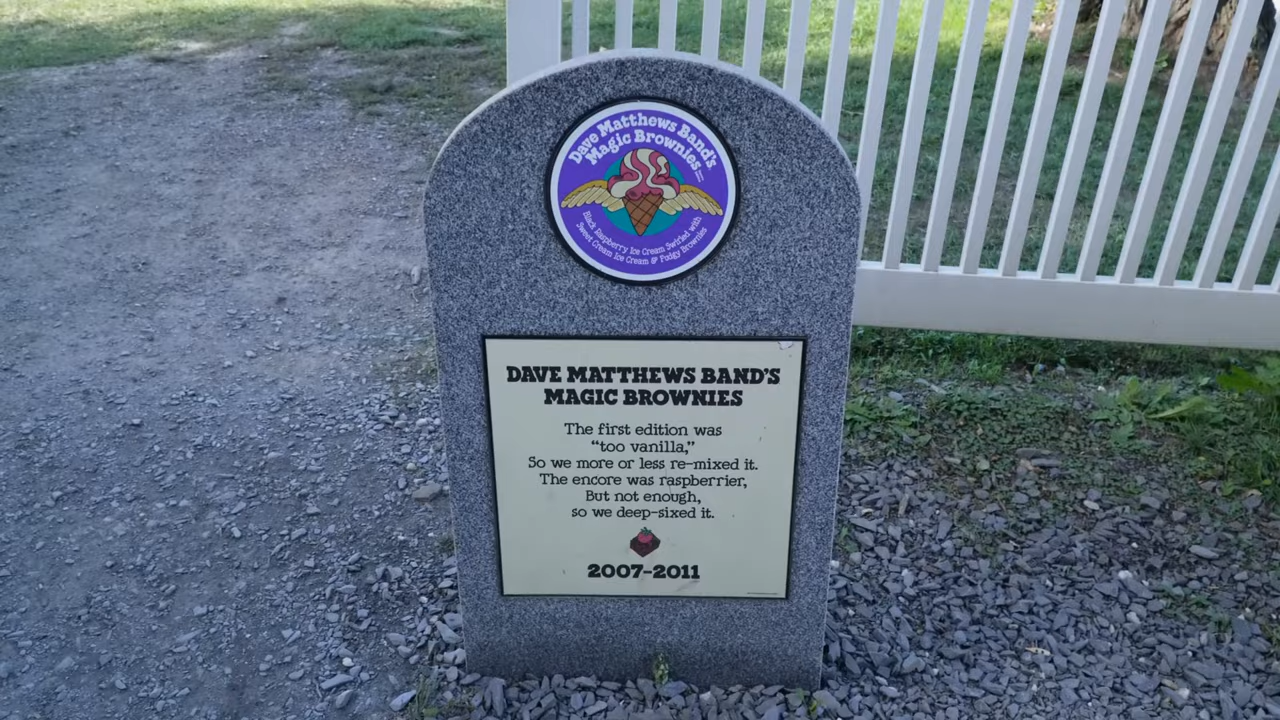 Dave Matthews Band's
Magic Brownies
Black Raspberry Ice Cream Swirled with
Sweet Cream Ice Cream & Fudgy Brownies
DAVE MATTHEWS BAND'S
MAGIC BROWNIES
The first edition was
“too vanilla,”
So we more or less re-mixed it.
The encore was raspberrier,
But not enough,
so we deep-sixed it.
2007-2011